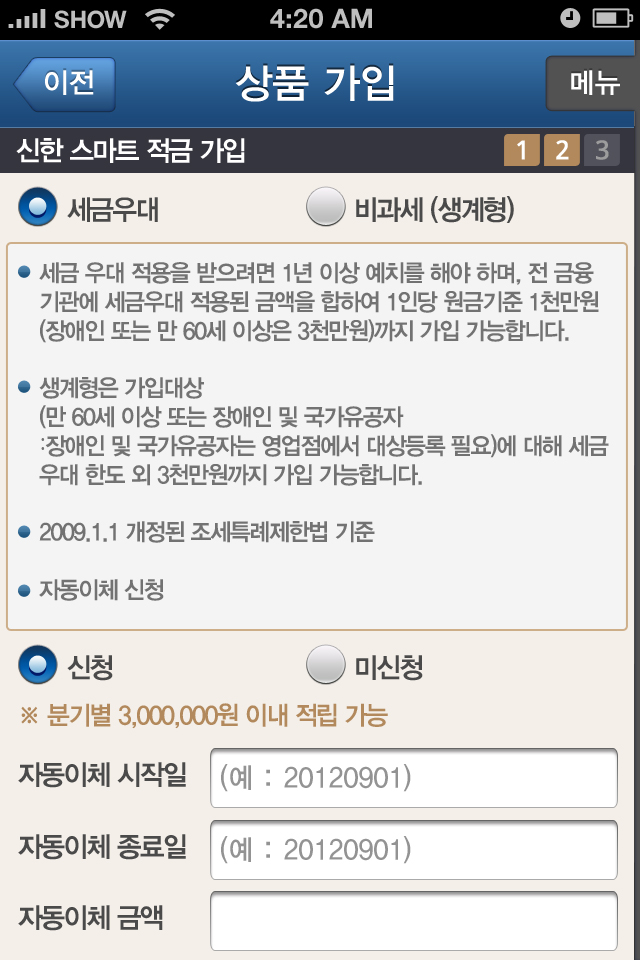 SHOW 4:20 AM
이전 상품 가입 메뉴
신한 스마트 적금 가입 1 2 3
세금우대 비과세 (생계형)
세금 우대 적용을 받으려면 1년 이상 예치를 해야 하며, 전 금융
기관에 세금우대 적용된 금액을 합하여 1인당 원금기준 1천만원
(장애인 또는 만 60세 이상은 3천만원)까지 가입 가능합니다.
생계형은 가입대상
(만 60세 이상 또는 장애인 및 국가유공자
:장애인 및 국가유공자는 영업점에서 대상등록 필요)에 대해 세금
우대 한도 외 3천만원까지 가입 가능합니다.
2009.1.1 개정된 조세특례제한법 기준
자동이체 신청
신청 미신청
※ 분기별 3,000,000원 이내 적립 가능
자동이체 시작일 (예 : 20120901)
자동이체 종료일 (예 : 20120901)
자동이체 금액